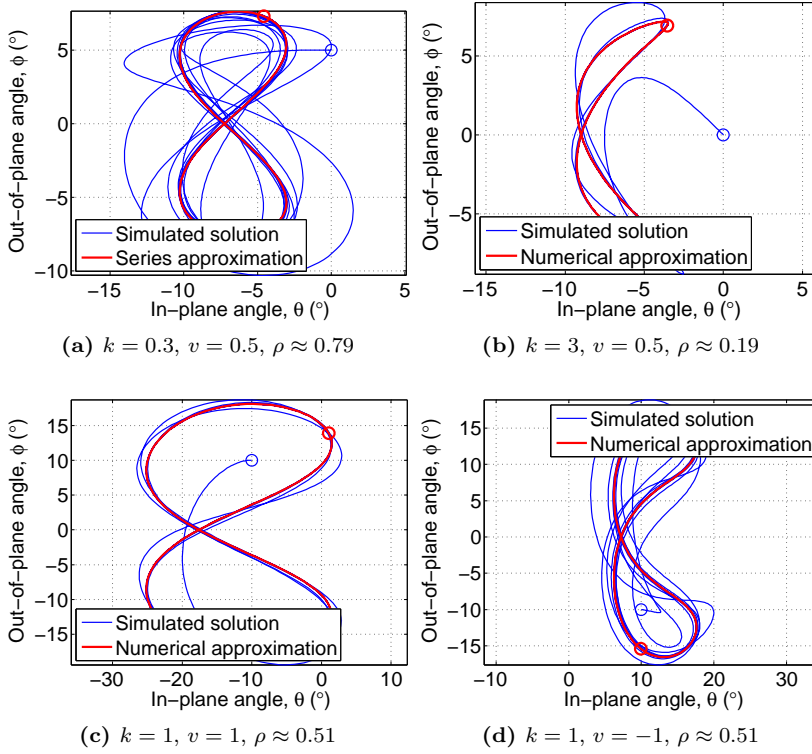 5
0
−5
−10
Out−of−plane angle, ϕ (°)
Simulated solution
Series approximation
−15
−10
−5
0
5
In−plane angle, θ (°)
(a) k = 0.3, v = 0.5, ρ ≈ 0.79
5
0
−5
Out−of−plane angle, ϕ (°)
Simulated solution
Numerical approximation
−15
−10
−5
0
5
In−plane angle, θ (°)
(b) k = 3, v = 0.5, ρ ≈ 0.19
15
10
5
0
−5
−10
−15
Out−of−plane angle, ϕ (°)
Simulated solution
Numerical approximation
−30
−20
−10
0
10
In−plane angle, θ (°)
(c) k = 1, v = 1, ρ ≈ 0.51
15
10
5
0
−5
−10
−15
Out−of−plane angle, ϕ (°)
Simulated solution
Numerical approximation
−10
0
10
20
30
In−plane angle, θ (°)
(d) k = 1, v = −1, ρ ≈ 0.51